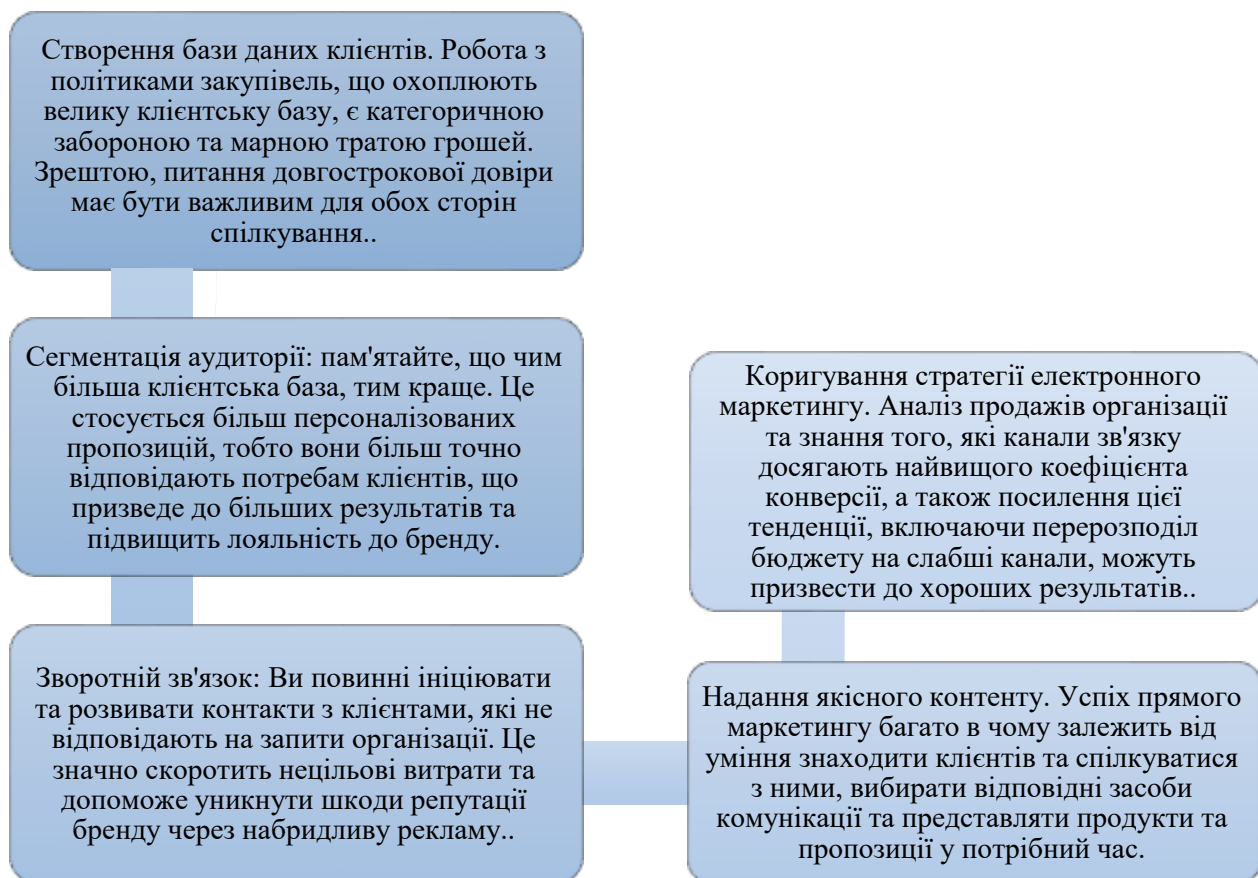 Створення бази даних клієнтів. Робота з
політиками закупівель, що охоплюють
велику клієнтську базу, є категоричною
забороною та марною тратою грошей.
Зрештою, питання довгострокової довіри
має бути важливим для обох сторін
спілкування..
Сегментація аудиторії: пам'ятайте, що чим
більша клієнтська база, тим краще. Це
стосується більш персоналізованих
пропозицій, тобто вони більш точно
відповідають потребам клієнтів, що
призведе до більших результатів та
підвищить лояльність до бренду.
Зворотній зв'язок: Ви повинні ініціювати
та розвивати контакти з клієнтами, які не
відповідають на запити організації. Це
значно скоротить нецільові витрати та
допоможе уникнути шкоди репутації
бренду через набридливу рекламу..
Надання якісного контенту. Успіх прямого
маркетингу багато в чому залежить від
уміння знаходити клієнтів та спілкуватися
з ними, вибирати відповідні засоби
комунікації та представляти продукти та
пропозиції у потрібний час.
Коригування стратегії електронного
маркетингу. Аналіз продажів організації
та знання того, які канали зв'язку
досягають найвищого коефіцієнта
конверсії, а також посилення цієї
тенденції, включаючи перерозподіл
бюджету на слабші канали, можуть
призвести до хороших результатів..